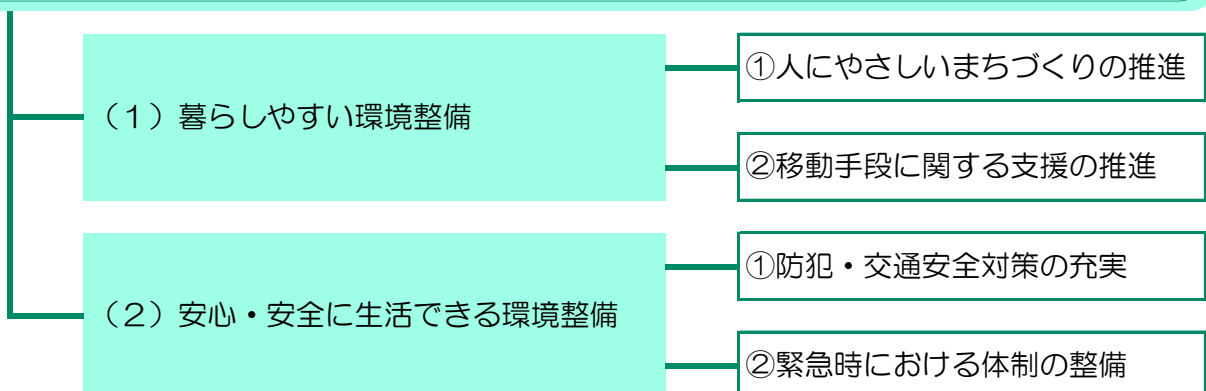 (1)暮らしやすい環境整備
①人にやさしいまちづくりの推進
②移動手段に関する支援の推進
(2)安心・安全に生活できる環境整備
①防犯・交通安全対策の充実
②緊急時における体制の整備